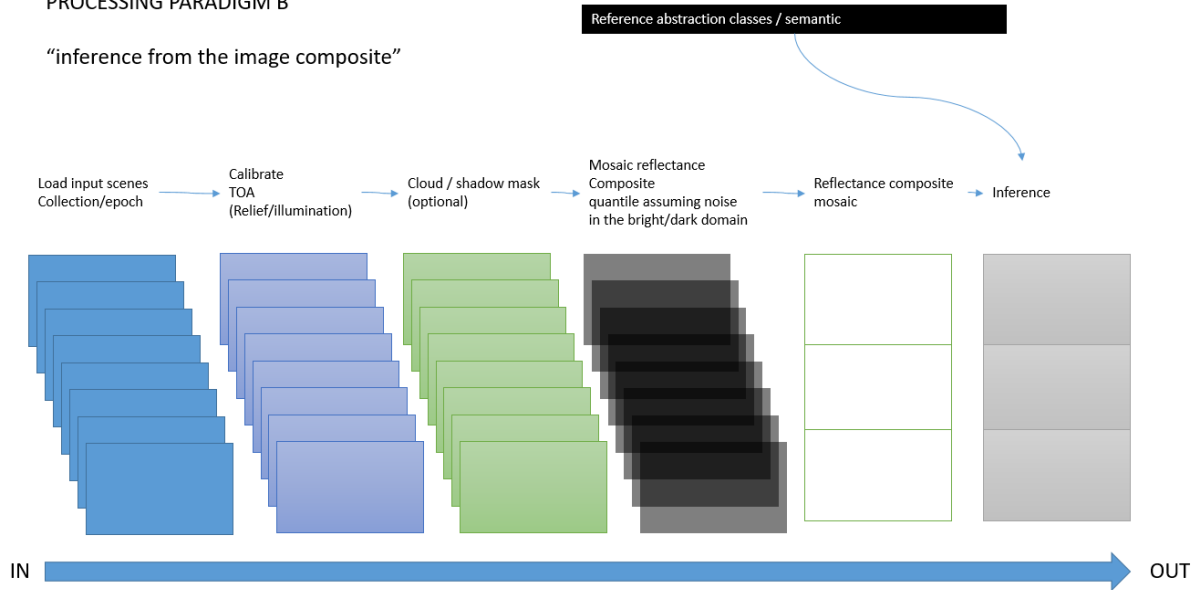 PROCESSING PARADIGM B
“inference from the image composite”
Reference abstraction classes / semantic
Load input scenes
Collection/epoch
Calibrate
TOA
(Relief/illumination)
Cloud / shadow mask
(optional)
Mosaic reflectance
Composite
quantile assuming noise
in the bright/dark domain
Reflectance composite
mosaic
Inference
IN
OUT